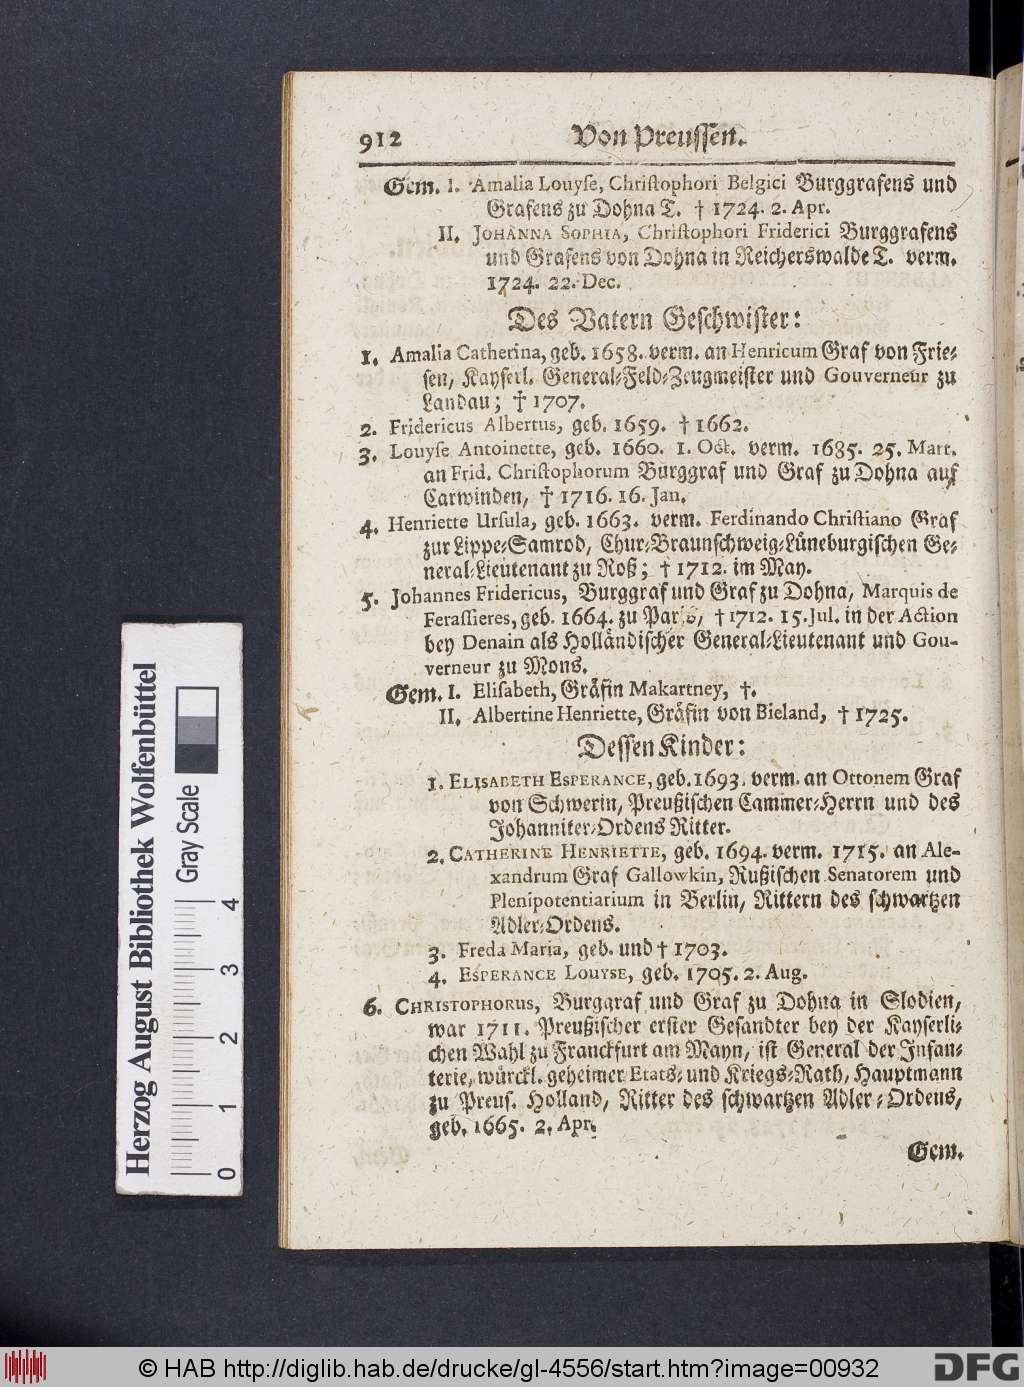 912 Von Preussen.
Gem. I. Amalia Louyſe, Chriſtophori Belgici Burggrafens und
Grafens zu Dohna T. † 1724. 2. Apr.
II. JOHANNA SOPHIA, Chriſtophori Friderici Burggrafens
und Grafens von Dohna in Reicherswalde T. verm.
1724. 22. Dec.
Des Vatern Geſchwiſter:
1. Amalia Catherina, geb. 1658. verm. an Henricum Graf von Frie-
ſen, Kayſerl. General-Feld-Zeugmeiſter und Gouverneur zu
Landau; † 1707.
2. Fridericus Albertus, geb. 1659. † 1662.
3. Louyſe Antoinette, geb. 1660. 1. Oct. verm. 1685. 25. Mart.
an Frid. Chriſtophorum Burggraf und Graf zu Dohna auf
Carwinden, † 1716. 16. Jan.
4. Henriette Urſula, geb. 1663. verm. Ferdinando Chriſtiano Graf
zur Lippe-Samrod, Chur-Braunſchweig-Lüneburgiſchen Ge-
neral-Lieutenant zu Roß; † 1712. im May.
5. Johannes Fridericus, Burggraf und Graf zu Dohna, Marquis de
Feraſſieres, geb. 1664. zu Paris, † 1712. 15. Jul. in der Action
bey Denain als Holländiſcher General-Lieutenant und Gou-
verneur zu Mons.
Gem. I. Eliſabeth, Gräfin Makartney, †.
II. Albertine Henriette, Gräfin von Bieland, † 1725.
Deſſen Kinder:
1. ELISABETH ESPERANCE, geb. 1693. verm. an Ottonem Graf
von Schwerin, Preußiſchen Cammer-Herrn und des
Johanniter-Ordens Ritter.
2. CATHERINE HENRIETTE, geb. 1694. verm. 1715. an Ale-
xandrum Graf Gallowkin, Rußiſchen Senatorem und
Plenipotentiarium in Berlin, Rittern des ſchwartzen
Adler-Ordens.
3. Freda Maria, geb. und † 1703.
4. ESPERANCE LOUYSE, geb. 1705. 2. Aug.
6. CHRISTOPHORUS, Burggraf und Graf zu Dohna in Slodien,
war 1711. Preußiſcher erſter Geſandter bey der Kayſerli-
chen Wahl zu Franckfurt am Mayn, iſt General der Infan-
terie, würckl. geheimer Etats- und Kriegs-Rath, Hauptmann
zu Preuſ. Holland, Ritter des ſchwartzen Adler-Ordens,
geb. 1665. 2. Apr.
Gem.
Herzog August Bibliothek Wolfenbüttel
Gray Scale
0 1 2 3 4
© HAB http://diglib.hab.de/drucke/gl-4556/start.htm?image=00932
DFG